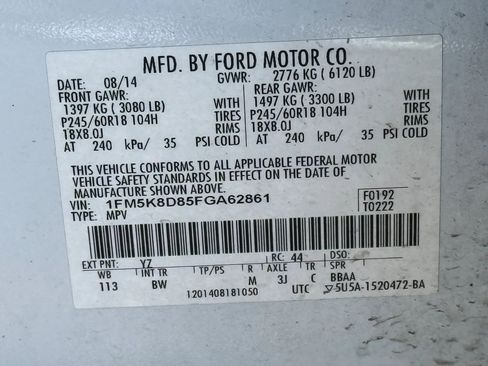 MFD. BY FORD MOTOR CO.
DATE: 08/14 GVWR: 2776 KG ( 6120 LB)
FRONT GAWR: REAR GAWR:
1397 KG ( 3080 LB) WITH 1497 KG ( 3300 LB) WITH
P245/60R18 104H TIRES P245/60R18 104H TIRES
18X8.0J RIMS 18X8.0J RIMS
AT 240 kPa/ 35 PSI COLD AT 240 kPa/ 35 PSI COLD
THIS VEHICLE CONFORMS TO ALL APPLICABLE FEDERAL MOTOR
VEHICLE SAFETY AND THEFT PREVENTION STANDARDS IN EFFECT ON THE DATE OF
MANUFACTURE SHOWN ABOVE.
VIN: 1FM5K8D85FGA62861 F0192
TYPE: MPV T0222
EXT PNT: YZ RC: 44 DSO:
WB INT TR TP/PS R AXLE TR SPR
113 BW M 3J C BBAA
1201408181050 UTC 5U5A-1520472-BA